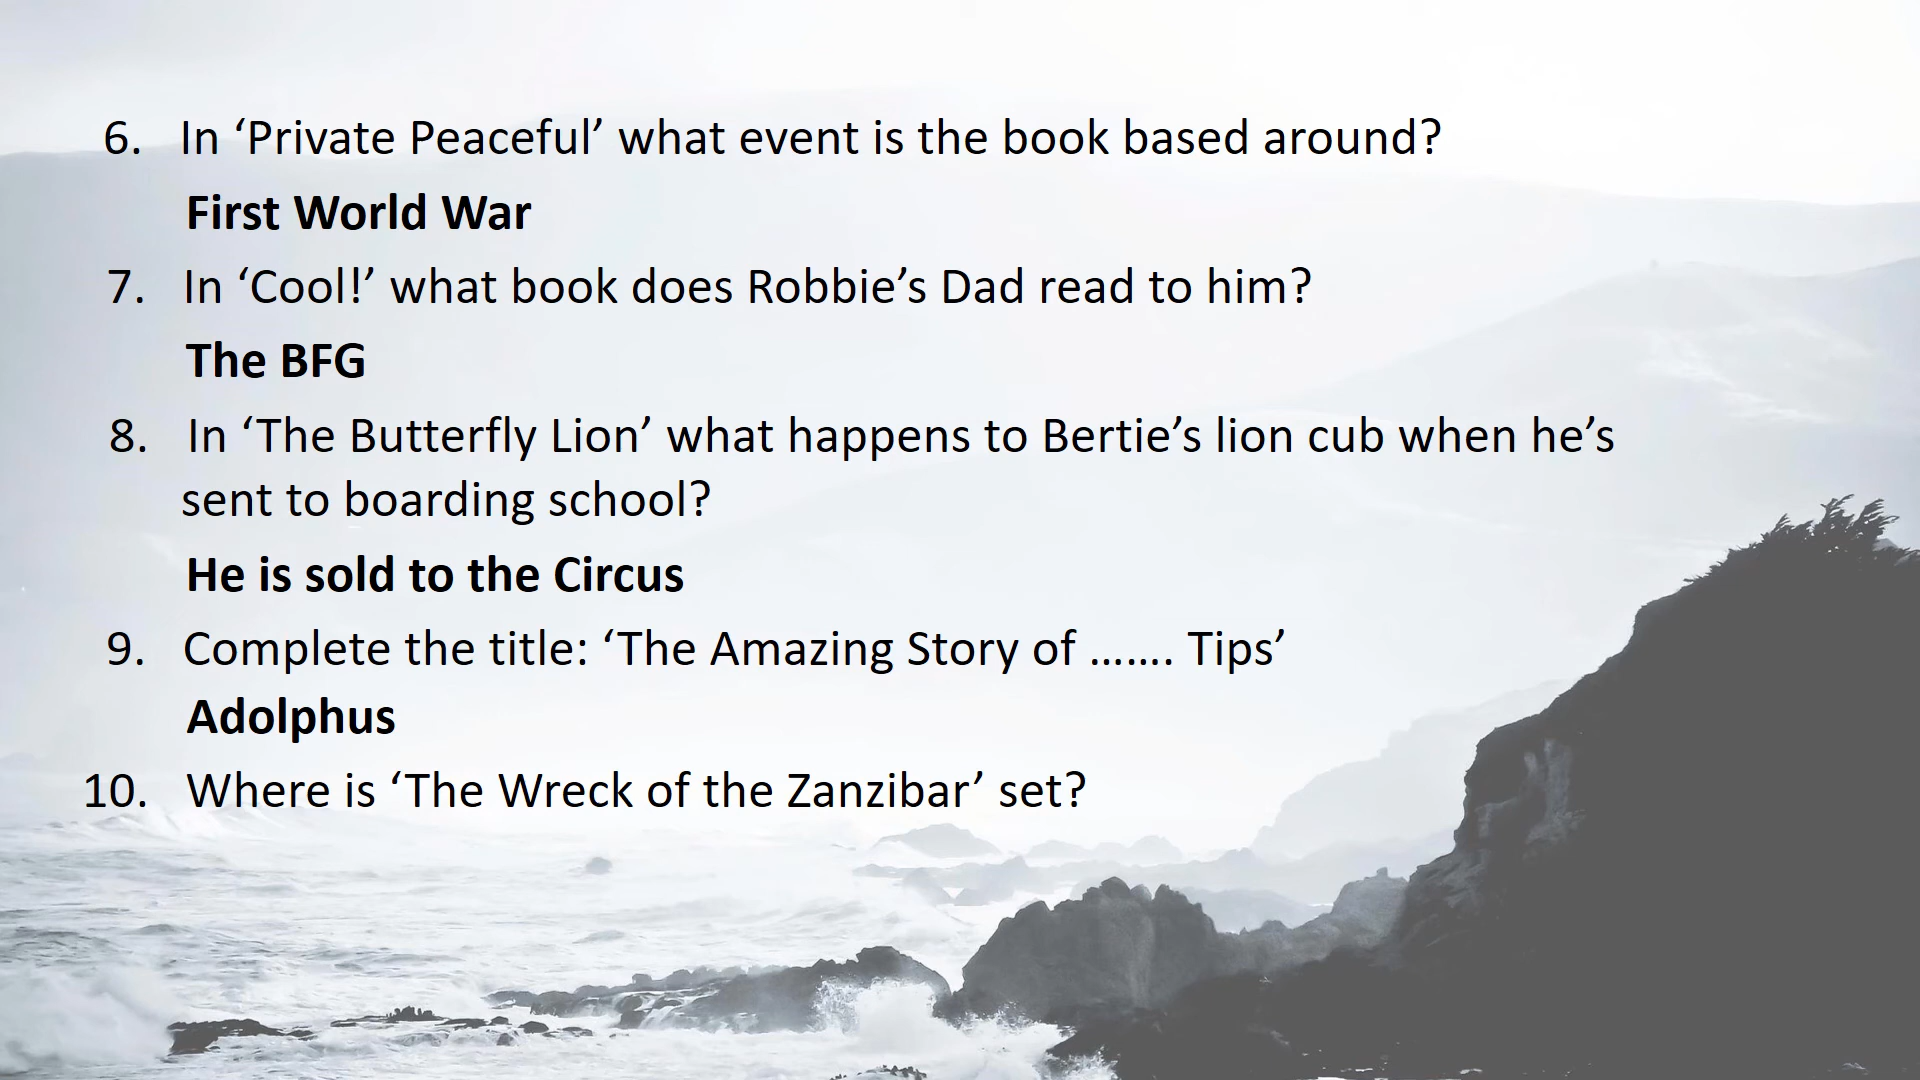 6. In ‘Private Peaceful’ what event is the book based around?
First World War
7. In ‘Cool!’ what book does Robbie’s Dad read to him?
The BFG
8. In ‘The Butterfly Lion’ what happens to Bertie’s lion cub when he’s
sent to boarding school?
He is sold to the Circus
9. Complete the title: ‘The Amazing Story of ……. Tips’
Adolphus
10. Where is ‘The Wreck of the Zanzibar’ set?